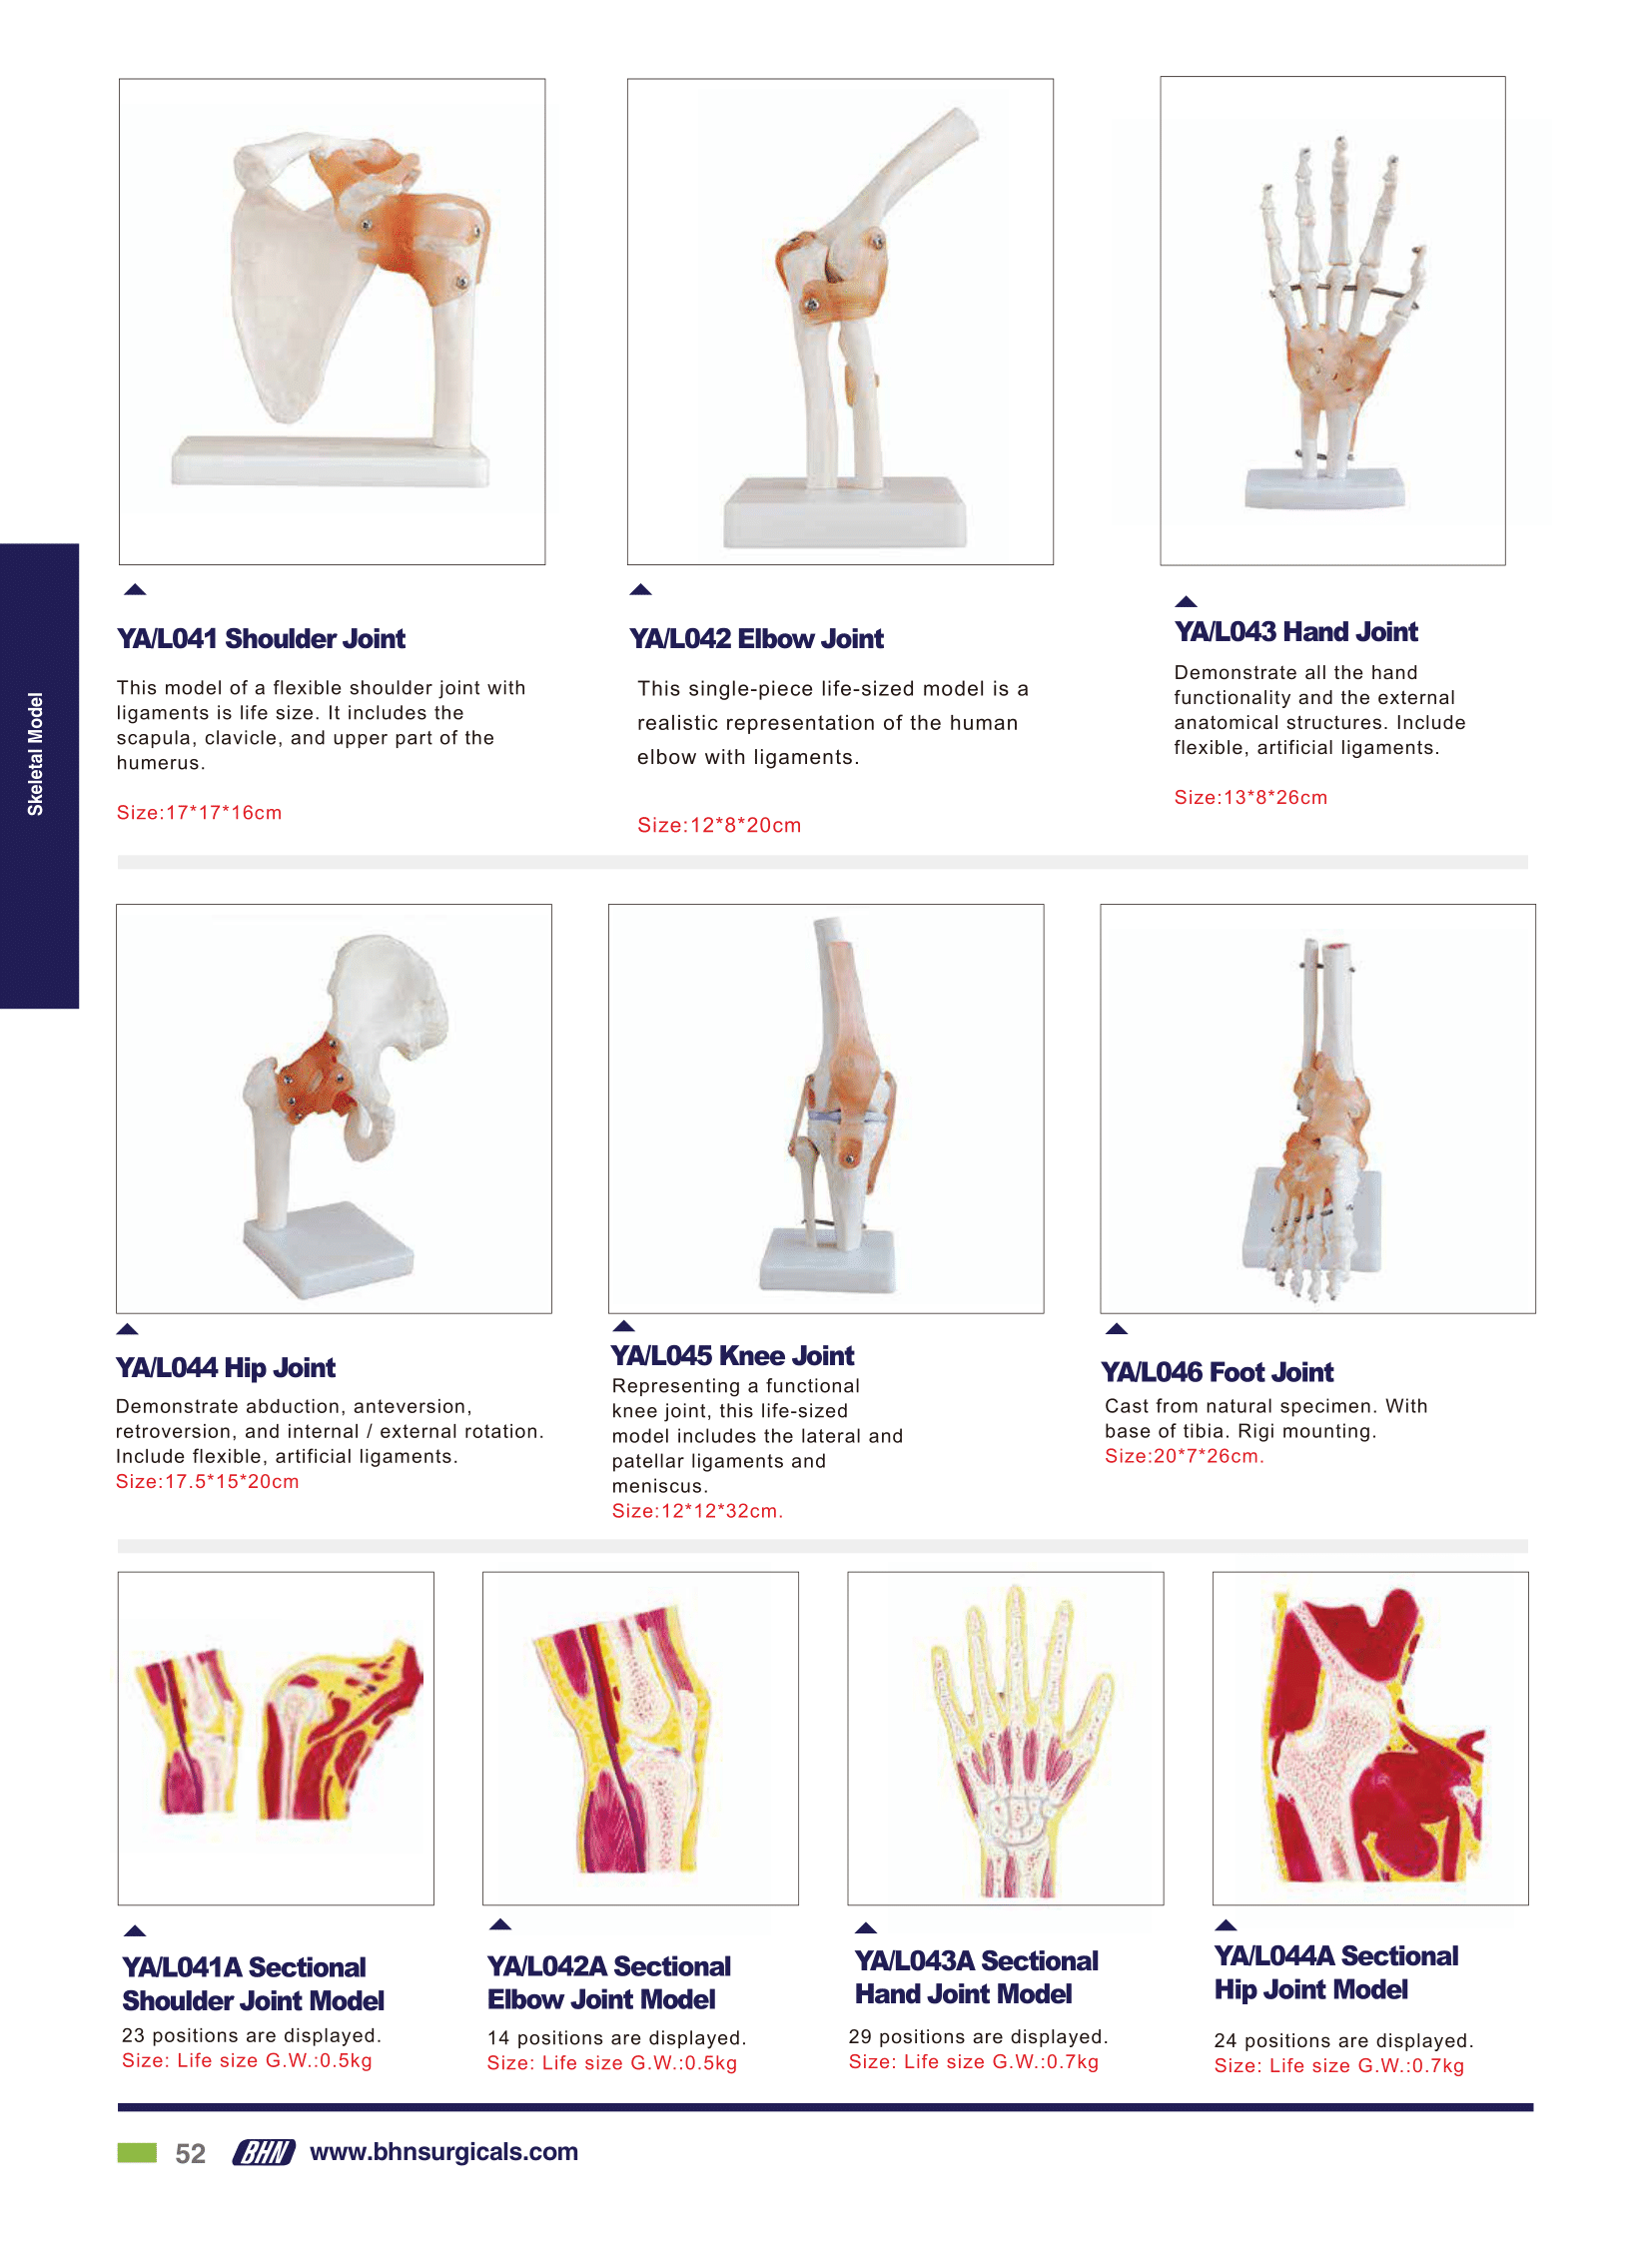 Skeletal Model
YA/L041 Shoulder Joint
This model of a flexible shoulder joint with
ligaments is life size. It includes the
scapula, clavicle, and upper part of the
humerus.
Size:17*17*16cm
YA/L042 Elbow Joint
This single-piece life-sized model is a
realistic representation of the human
elbow with ligaments.
Size:12*8*20cm
YA/L043 Hand Joint
Demonstrate all the hand
functionality and the external
anatomical structures. Include
flexible, artificial ligaments.
Size:13*8*26cm
YA/L044 Hip Joint
Demonstrate abduction, anteversion,
retroversion, and internal / external rotation.
Include flexible, artificial ligaments.
Size:17.5*15*20cm
YA/L045 Knee Joint
Representing a functional
knee joint, this life-sized
model includes the lateral and
patellar ligaments and
meniscus.
Size:12*12*32cm.
YA/L046 Foot Joint
Cast from natural specimen. With
base of tibia. Rigi mounting.
Size:20*7*26cm.
YA/L041A Sectional
Shoulder Joint Model
23 positions are displayed.
Size: Life size G.W.:0.5kg
YA/L042A Sectional
Elbow Joint Model
14 positions are displayed.
Size: Life size G.W.:0.5kg
YA/L043A Sectional
Hand Joint Model
29 positions are displayed.
Size: Life size G.W.:0.7kg
YA/L044A Sectional
Hip Joint Model
24 positions are displayed.
Size: Life size G.W.:0.7kg
52 BHN www.bhnsurgicals.com